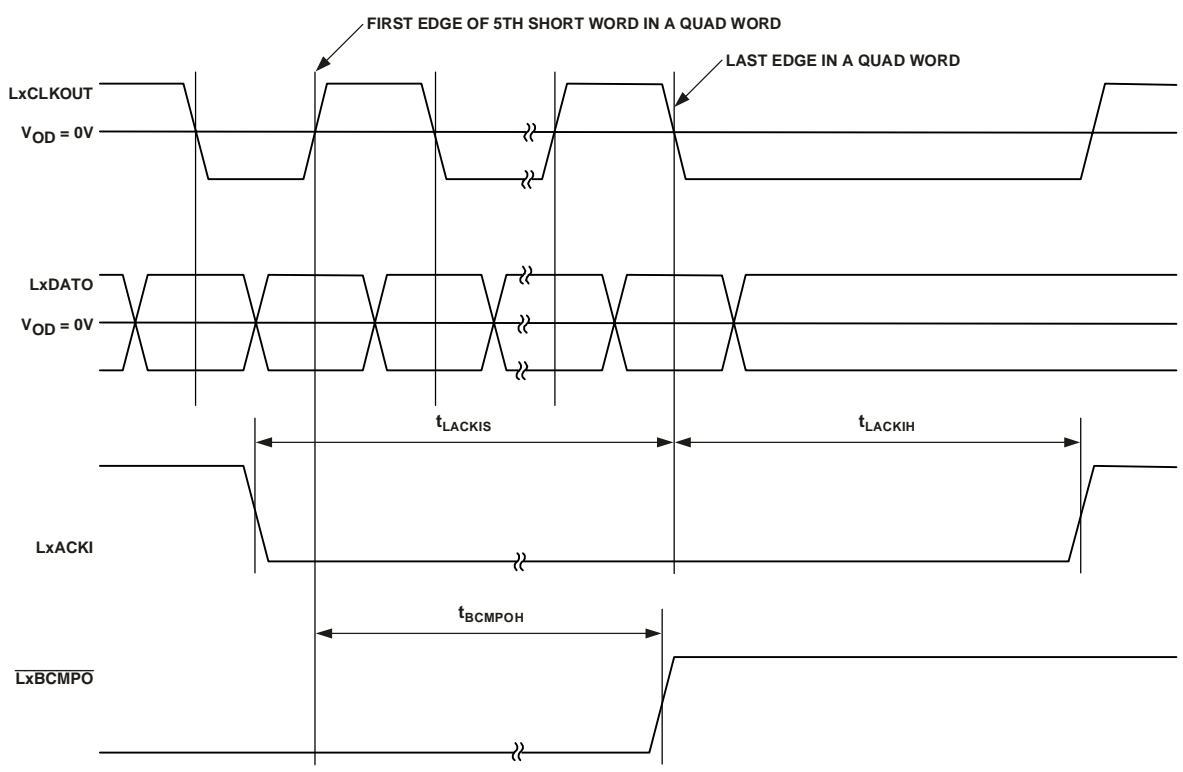 FIRST EDGE OF 5TH SHORT WORD IN A QUAD WORD
LAST EDGE IN A QUAD WORD
LxCLKOUT
VOD = 0V
LxDATO
VOD = 0V
tLACKIS
tLACKIH
LxACKI
tBCMPOH
LxBCMPO